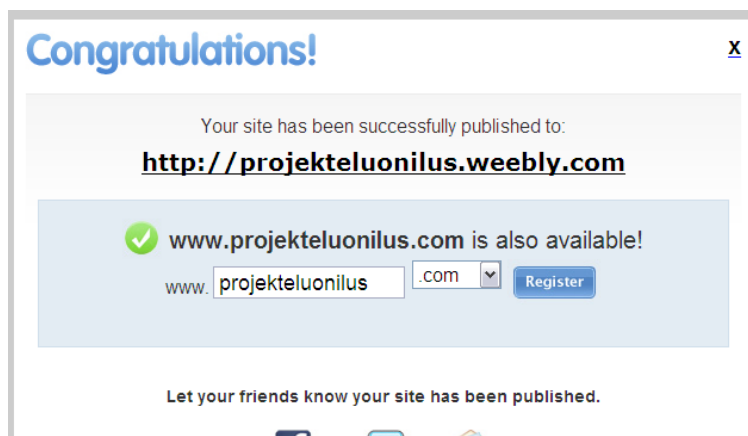 Congratulations!
X
Your site has been successfully published to:
http://projekteluonilus.weebly.com
www.projekteluonilus.com is also available!
www. projekteluonilus .com Register
Let your friends know your site has been published.